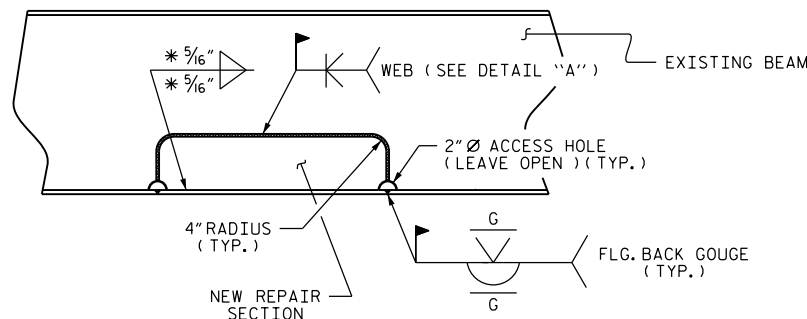 * 5/16"
* 5/16"
WEB (SEE DETAIL "A")
EXISTING BEAM
2" Ø ACCESS HOLE
(LEAVE OPEN) (TYP.)
4" RADIUS
(TYP.)
G
FLG. BACK GOUGE
(TYP.)
G
NEW REPAIR
SECTION